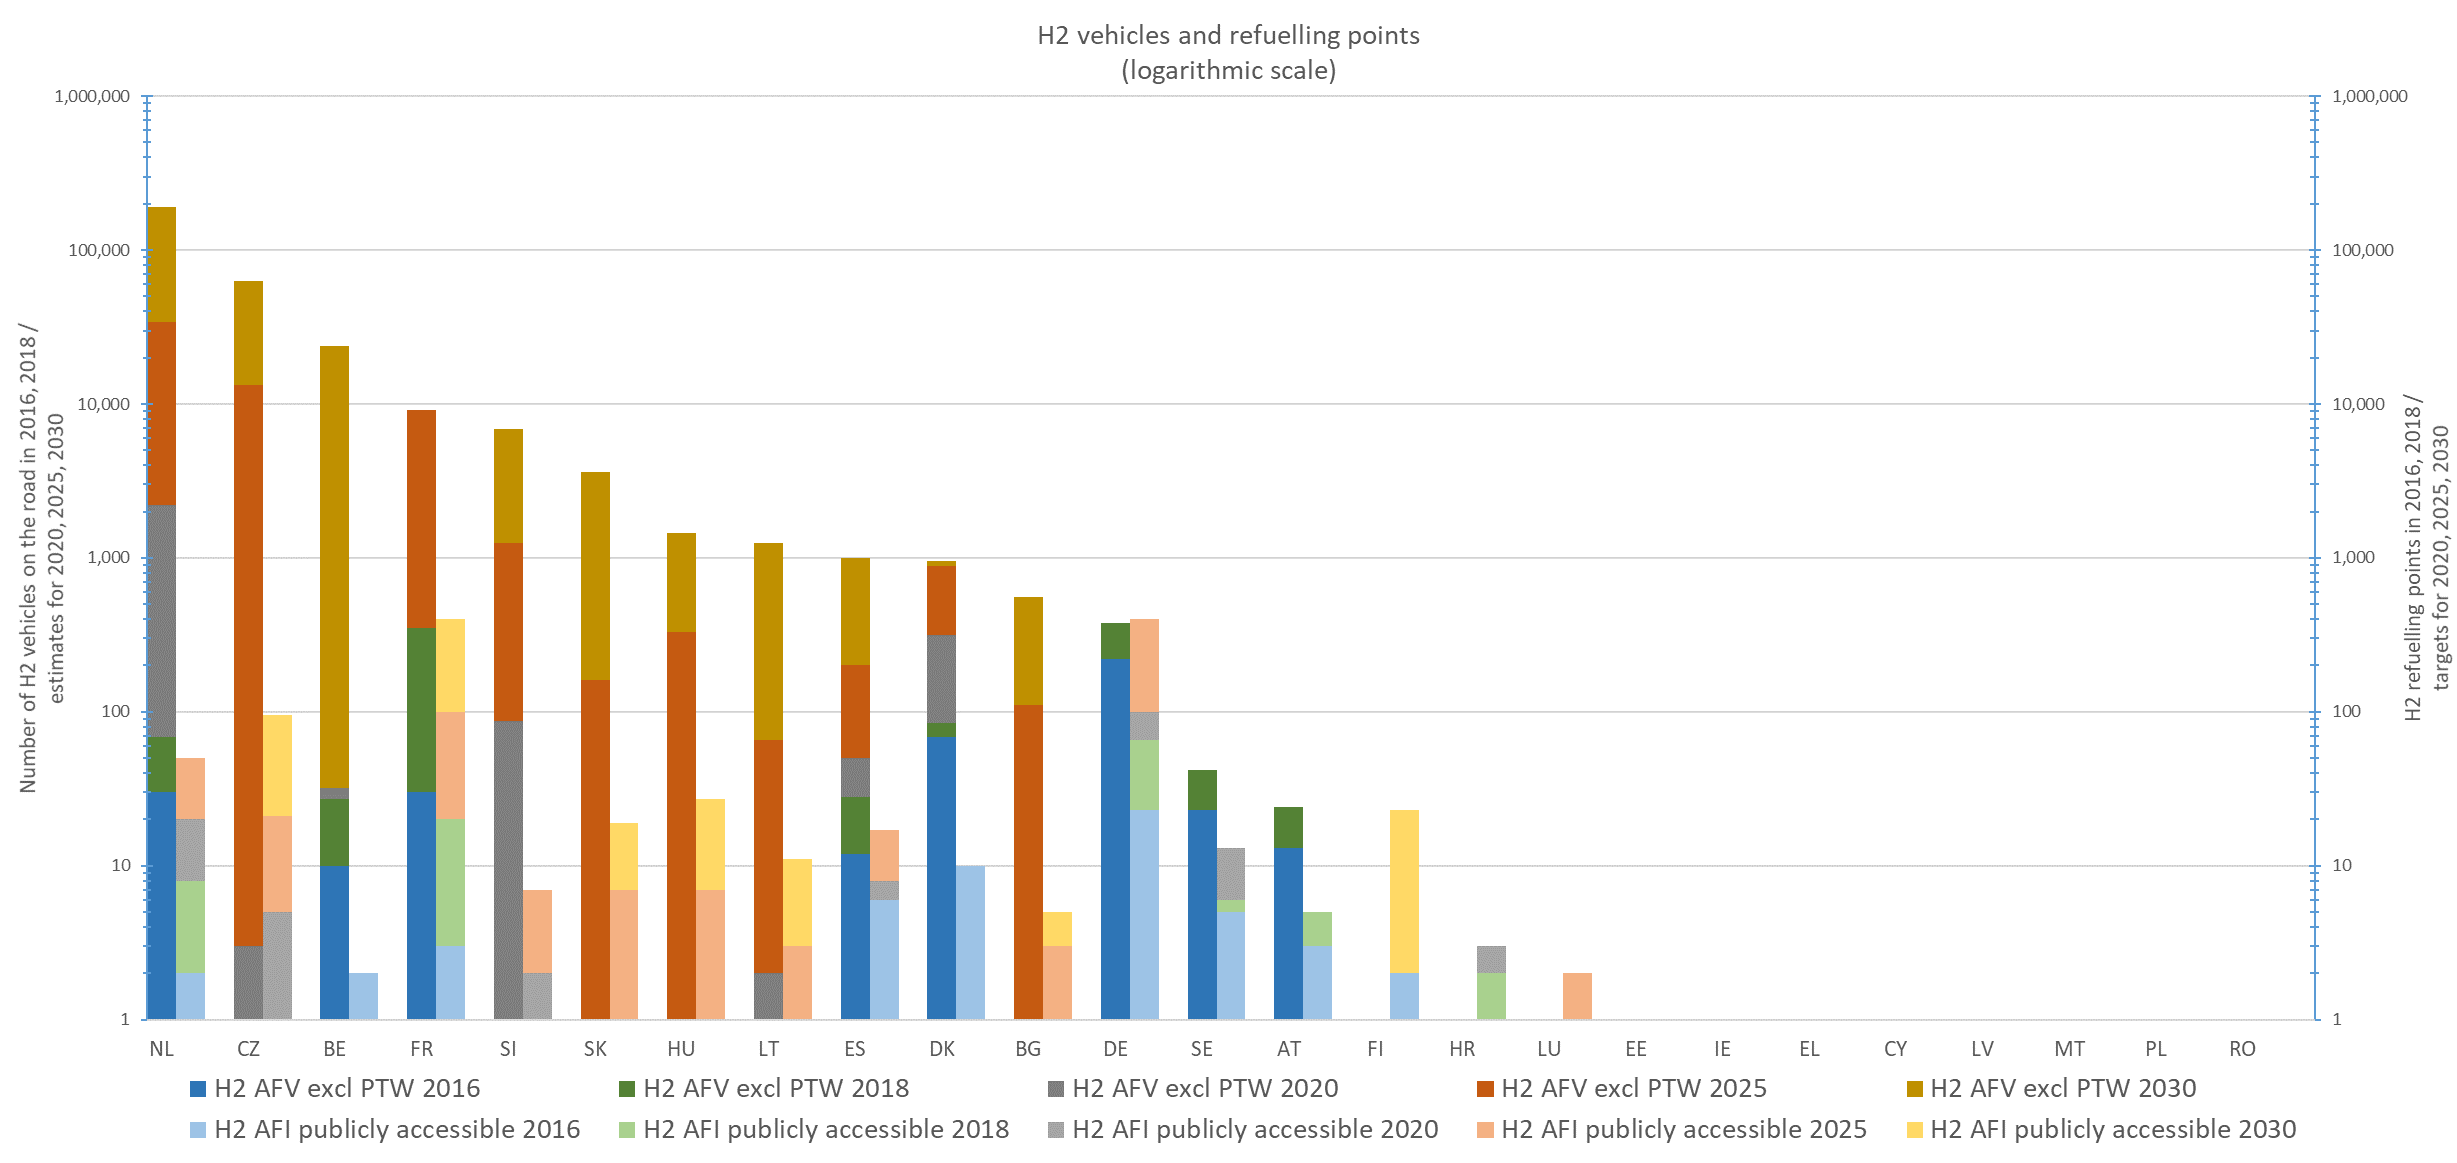 H2 vehicles and refuelling points
(logarithmic scale)
Number of H2 vehicles on the road in 2016, 2018 /
estimates for 2020, 2025, 2030
1,000,000
100,000
10,000
1,000
100
10
1
1,000,000
100,000
10,000
1,000
100
10
1
H2 refuelling points in 2016, 2018 /
targets for 2020, 2025, 2030
NL CZ BE FR SI SK HU LT ES DK BG DE SE AT FI HR LU EE IE EL CY LV MT PL RO
H2 AFV excl PTW 2016 H2 AFV excl PTW 2018 H2 AFV excl PTW 2020 H2 AFV excl PTW 2025 H2 AFV excl PTW 2030
H2 AFI publicly accessible 2016 H2 AFI publicly accessible 2018 H2 AFI publicly accessible 2020 H2 AFI publicly accessible 2025 H2 AFI publicly accessible 2030